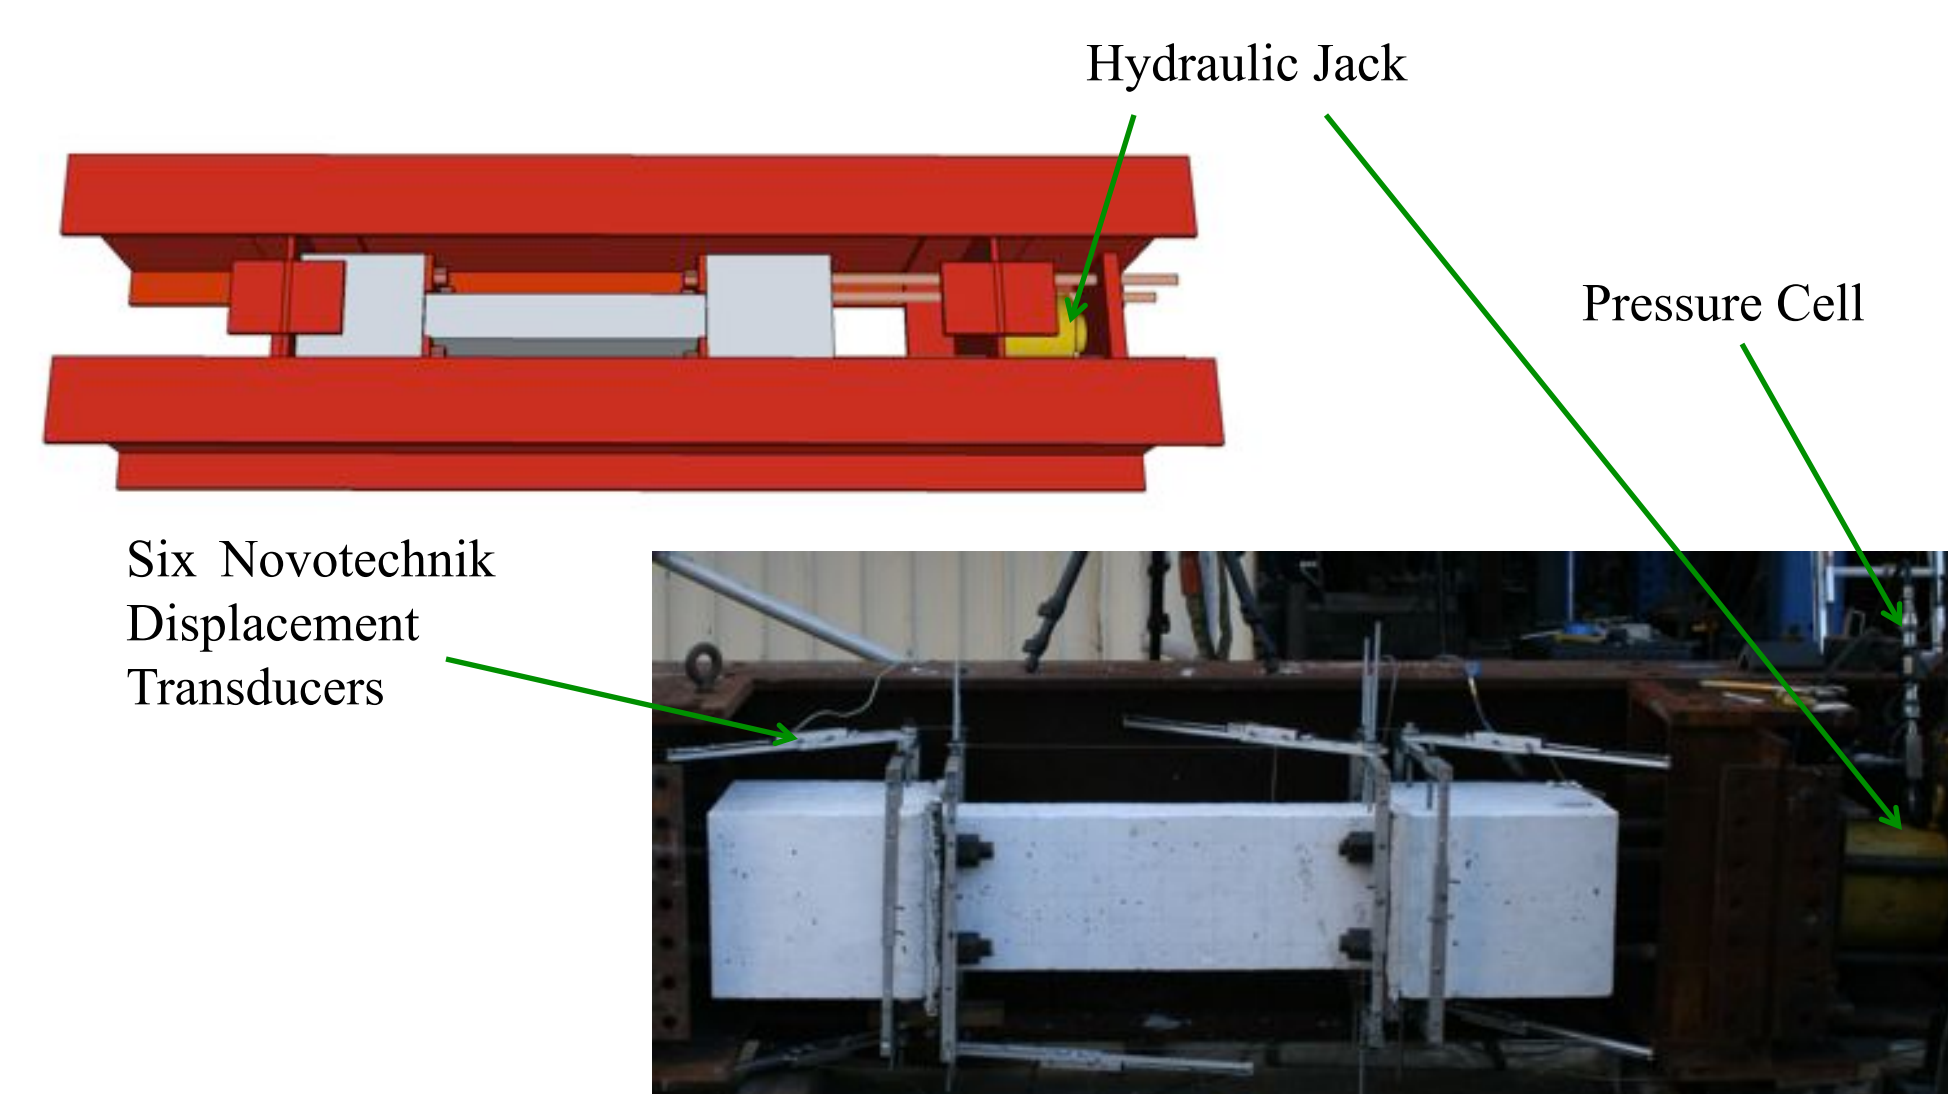 Hydraulic Jack
Pressure Cell
Six Novotechnik
Displacement
Transducers